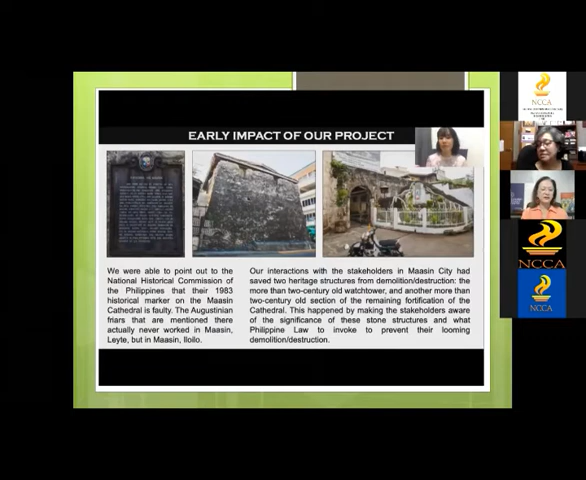 EARLY IMPACT OF OUR PROJECT
We were able to point out to the
National Historical Commission of
the Philippines that their 1983
historical marker on the Maasin
Cathedral is faulty. The Augustinian
friars that are mentioned there
actually never worked in Maasin,
Leyte, but in Maasin, Iloilo.
Our interactions with the stakeholders in Maasin City had
saved two heritage structures from demolition/destruction: the
more than two-century old watchtower, and another more than
two-century old section of the remaining fortification of the
Cathedral. This happened by making the stakeholders aware
of the significance of these stone structures and what
Philippine Law to invoke to prevent their looming
demolition/destruction.
NCCA
NCCA
NCCA